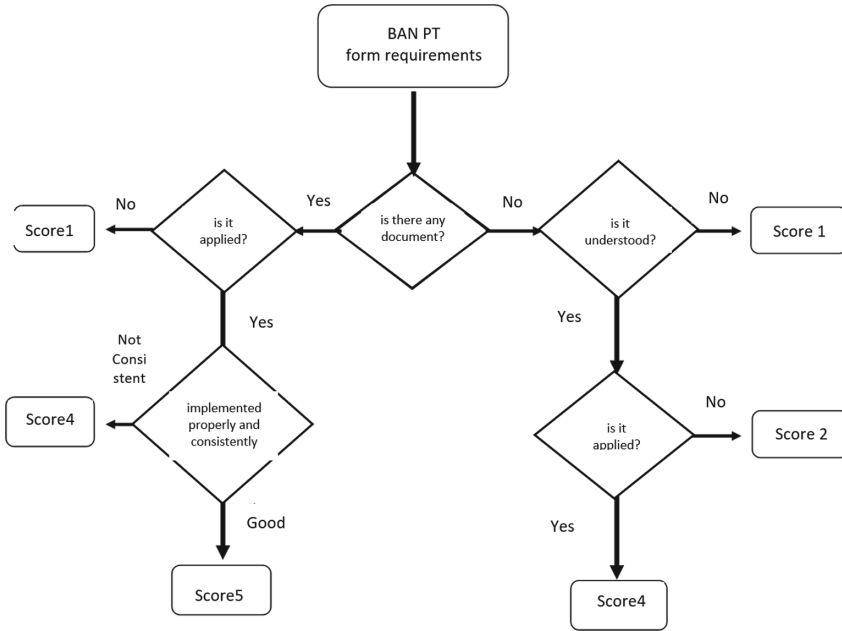 BAN PT
form requirements
is there any
document?
Yes
No
is it
applied?
No
Score1
Yes
Not
Consi
stent
implemented
properly and
consistently
Score4
Good
Score5
is it
understood?
No
Score 1
Yes
is it
applied?
No
Score 2
Yes
Score4